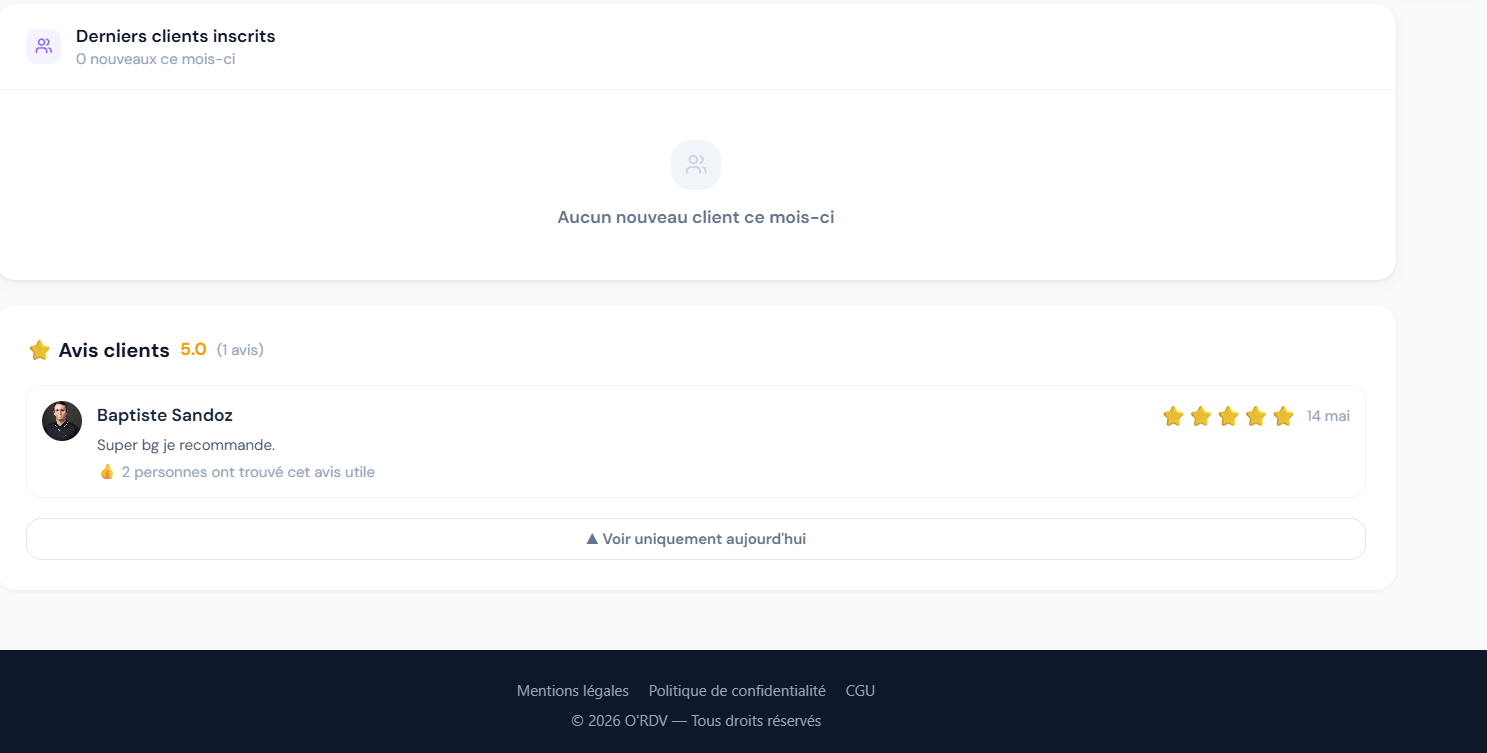 Derniers clients inscrits
0 nouveaux ce mois-ci
Aucun nouveau client ce mois-ci
Avis clients 5.0 (1 avis)
Baptiste Sandoz 14 mai
Super bg je recommande.
2 personnes ont trouvé cet avis utile
▲ Voir uniquement aujourd'hui
Mentions légales Politique de confidentialité CGU
© 2026 O'RDV — Tous droits réservés